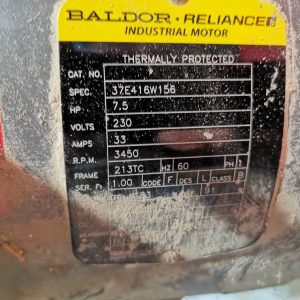 BALDOR • RELIANCE
INDUSTRIAL MOTOR
THERMALLY PROTECTED
CAT. NO.
SPEC. 37E416W156
HP 7.5
VOLTS 230
AMPS 33
R.P.M. 3450
FRAME 213TC HZ 60 PH 1
SER. F. 1.00 CODE F DES L CLASS B